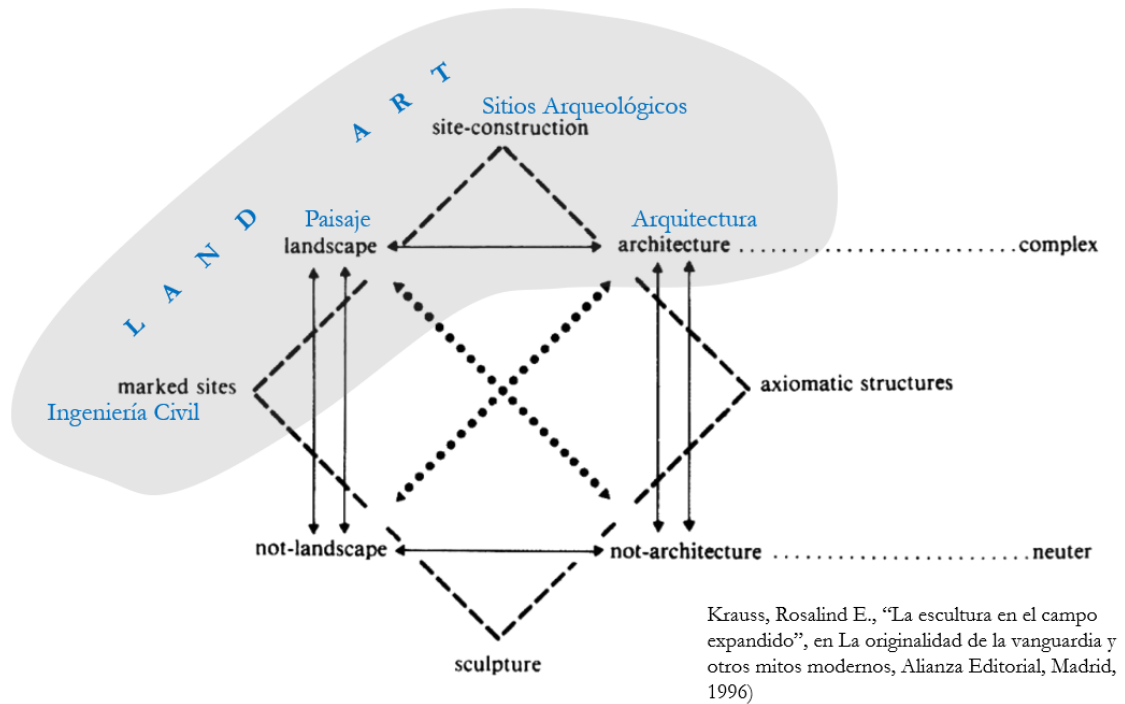 LAND ART
Sitios Arqueológicos
site-construction
Paisaje
Arquitectura
landscape
architecture
complex
marked sites
Ingeniería Civil
axiomatic structures
not-landscape
not-architecture
neuter
sculpture
Krauss, Rosalind E., “La escultura en el campo
expandido”, en La originalidad de la vanguardia y
otros mitos modernos, Alianza Editorial, Madrid,
1996)